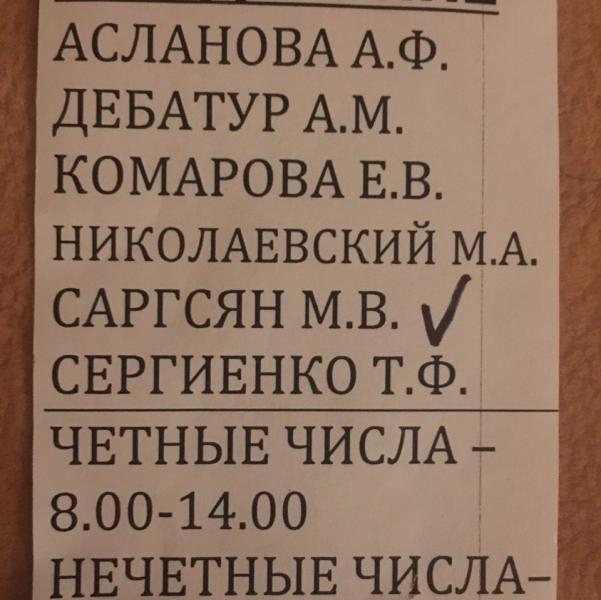 АСЛАНОВА А.Ф.
ДЕБАТУР А.М.
КОМАРОВА Е.В.
НИКОЛАЕВСКИЙ М.А.
САРГСЯН М.В. ✓
СЕРГИЕНКО Т.Ф.
ЧЕТНЫЕ ЧИСЛА –
8.00-14.00
НЕЧЕТНЫЕ ЧИСЛА–